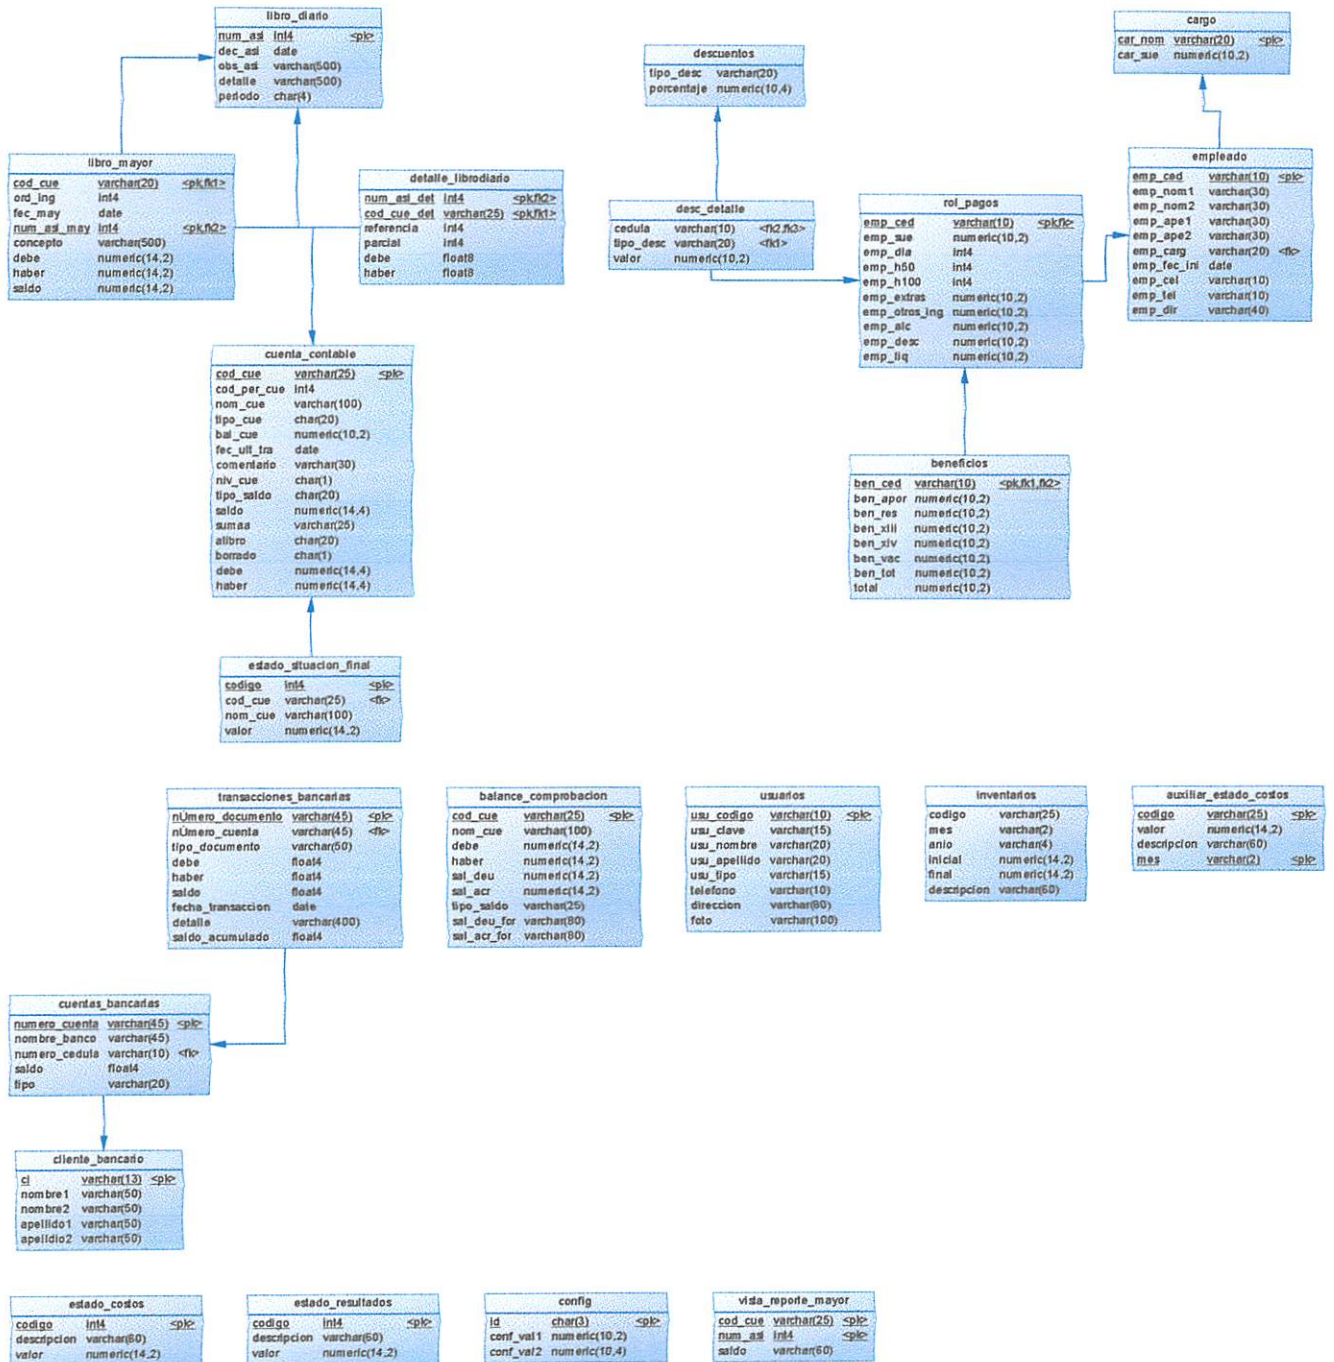 libro_diario
num_asi int4 <pk>
dec_asi date
obs_asi varchar(500)
detalle varchar(500)
periodo char(4)
descuentos
tipo_desc varchar(20)
porcentaje numeric(10,4)
cargo
car_nom varchar(20) <pk>
car_sue numeric(10,2)
libro_mayor
cod_cue varchar(20) <pk,fk1>
ord_ing int4
fec_may date
num_asi_may int4 <pk,fk2>
concepto varchar(500)
debe numeric(14,2)
haber numeric(14,2)
saldo numeric(14,2)
detalle_librodiario
num_asi_det int4 <pk,fk2>
cod_cue_det varchar(25) <pk,fk1>
referencia int4
parcial int4
debe float8
haber float8
desc_detalle
cedula varchar(10) <fk2,fk3>
tipo_desc varchar(20) <fk1>
valor numeric(10,2)
rol_pagos
emp_ced varchar(10) <pk,fk>
emp_sue numeric(10,2)
emp_dia int4
emp_h50 int4
emp_h100 int4
emp_extras numeric(10,2)
emp_otros_ing numeric(10,2)
emp_alc numeric(10,2)
emp_desc numeric(10,2)
emp_liq numeric(10,2)
empleado
emp_ced varchar(10) <pk>
emp_nom1 varchar(30)
emp_nom2 varchar(30)
emp_ape1 varchar(30)
emp_ape2 varchar(30)
emp_carg varchar(20) <fk>
emp_fec_ini date
emp_cel varchar(10)
emp_tel varchar(10)
emp_dir varchar(40)
cuenta_contable
cod_cue varchar(25) <pk>
cod_per_cue int4
nom_cue varchar(100)
tipo_cue char(20)
bal_cue numeric(10,2)
fec_ult_tra date
comentario varchar(30)
niv_cue char(1)
tipo_saldo char(20)
saldo numeric(14,4)
sumaa varchar(25)
alibro char(20)
borrado char(1)
debe numeric(14,4)
haber numeric(14,4)
beneficios
ben_ced varchar(10) <pk,fk1,fk2>
ben_apor numeric(10,2)
ben_res numeric(10,2)
ben_xiii numeric(10,2)
ben_xiv numeric(10,2)
ben_vac numeric(10,2)
ben_tot numeric(10,2)
total numeric(10,2)
estado_situacion_final
codigo int4 <pk>
cod_cue varchar(25) <fk>
nom_cue varchar(100)
valor numeric(14,2)
transacciones_bancarias
nÚmero_documento varchar(45) <pk>
nÚmero_cuenta varchar(45) <fk>
tipo_documento varchar(50)
debe float4
haber float4
saldo float4
fecha_transaccion date
detalle varchar(400)
saldo_acumulado float4
balance_comprobacion
cod_cue varchar(25) <pk>
nom_cue varchar(100)
debe numeric(14,2)
haber numeric(14,2)
sal_deu numeric(14,2)
sal_acr numeric(14,2)
tipo_saldo varchar(25)
sal_deu_for varchar(80)
sal_acr_for varchar(80)
usuarios
usu_codigo varchar(10) <pk>
usu_clave varchar(15)
usu_nombre varchar(20)
usu_apellido varchar(20)
usu_tipo varchar(15)
telefono varchar(10)
direccion varchar(80)
foto varchar(100)
inventarios
codigo varchar(25)
mes varchar(2)
anio varchar(4)
inicial numeric(14,2)
final numeric(14,2)
descripcion varchar(60)
auxiliar_estado_costos
codigo varchar(25) <pk>
valor numeric(14,2)
descripcion varchar(60)
mes varchar(2) <pk>
cuentas_bancarias
numero_cuenta varchar(45) <pk>
nombre_banco varchar(45)
numero_cedula varchar(10) <fk>
saldo float4
tipo varchar(20)
cliente_bancario
ci varchar(13) <pk>
nombre1 varchar(50)
nombre2 varchar(50)
apellido1 varchar(50)
apellidio2 varchar(50)
estado_costos
codigo int4 <pk>
descripcion varchar(60)
valor numeric(14,2)
estado_resultados
codigo int4 <pk>
descripcion varchar(60)
valor numeric(14,2)
config
id char(3) <pk>
conf_val1 numeric(10,2)
conf_val2 numeric(10,4)
vista_reporte_mayor
cod_cue varchar(25) <pk>
num_asi int4 <pk>
saldo varchar(60)